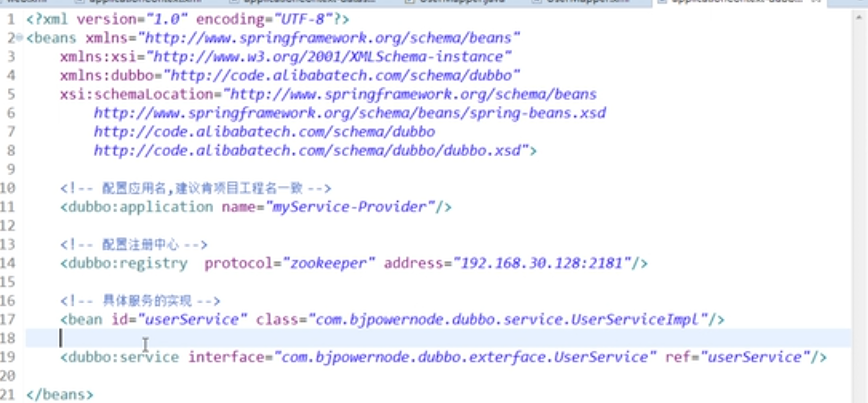 UserMapper.java
1 <?xml version="1.0" encoding="UTF-8"?>
2 <beans xmlns="http://www.springframework.org/schema/beans"
3 xmlns:xsi="http://www.w3.org/2001/XMLSchema-instance"
4 xmlns:dubbo="http://code.alibabatech.com/schema/dubbo"
5 xsi:schemaLocation="http://www.springframework.org/schema/beans
6 http://www.springframework.org/schema/beans/spring-beans.xsd
7 http://code.alibabatech.com/schema/dubbo
8 http://code.alibabatech.com/schema/dubbo/dubbo.xsd">
9
10 <!-- 配置应用名,建议肯项目工程名一致 -->
11 <dubbo:application name="myService-Provider"/>
12
13 <!-- 配置注册中心 -->
14 <dubbo:registry protocol="zookeeper" address="192.168.30.128:2181"/>
15
16 <!-- 具体服务的实现 -->
17 <bean id="userService" class="com.bjpowernode.dubbo.service.UserServiceImpl"/>
18
19 <dubbo:service interface="com.bjpowernode.dubbo.exterface.UserService" ref="userService"/>
20
21 </beans>